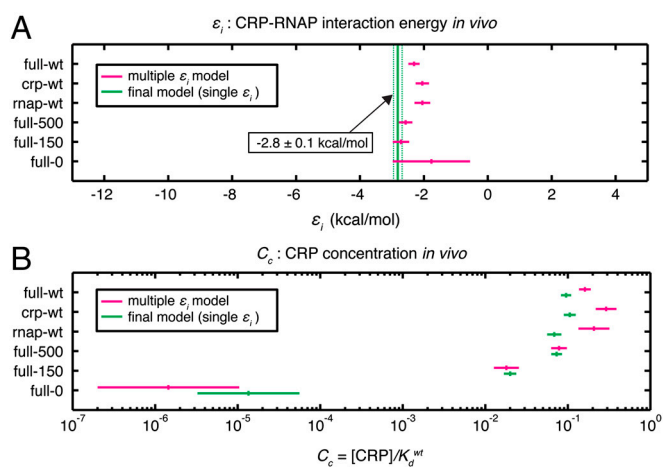 A
εi : CRP-RNAP interaction energy in vivo
full-wt
crp-wt
rnap-wt
full-500
full-150
full-0
multiple εi model
final model (single εi )
-2.8 ± 0.1 kcal/mol
-12 -10 -8 -6 -4 -2 0 2 4
εi (kcal/mol)
B
Cc : CRP concentration in vivo
full-wt
crp-wt
rnap-wt
full-500
full-150
full-0
multiple εi model
final model (single εi )
10^-7 10^-6 10^-5 10^-4 10^-3 10^-2 10^-1 10^0
Cc = [CRP]/Kd^wt